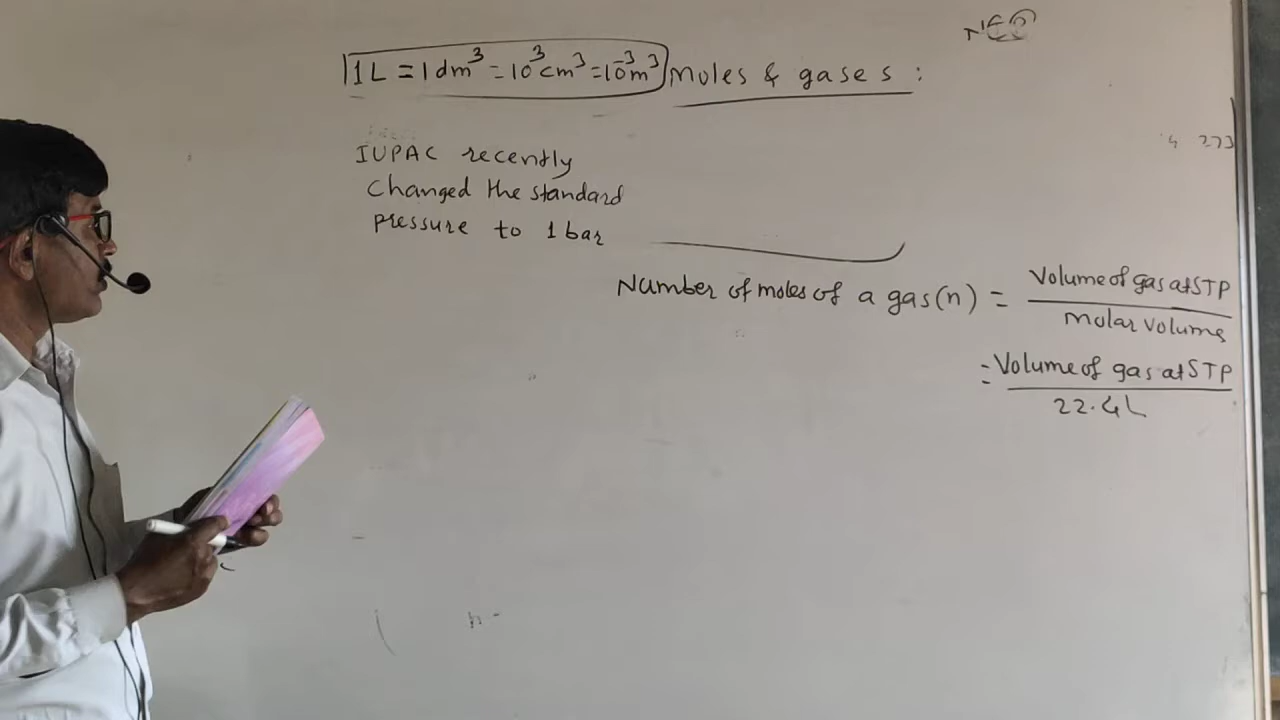 1L = 1dm³ = 10³cm³ = 10⁻³m³ Moles & gases :
273
IUPAC recently
changed the standard
pressure to 1 bar
Number of moles of a gas(n) = Volume of gas at STP / Molar Volume
= Volume of gas at STP / 22.4L